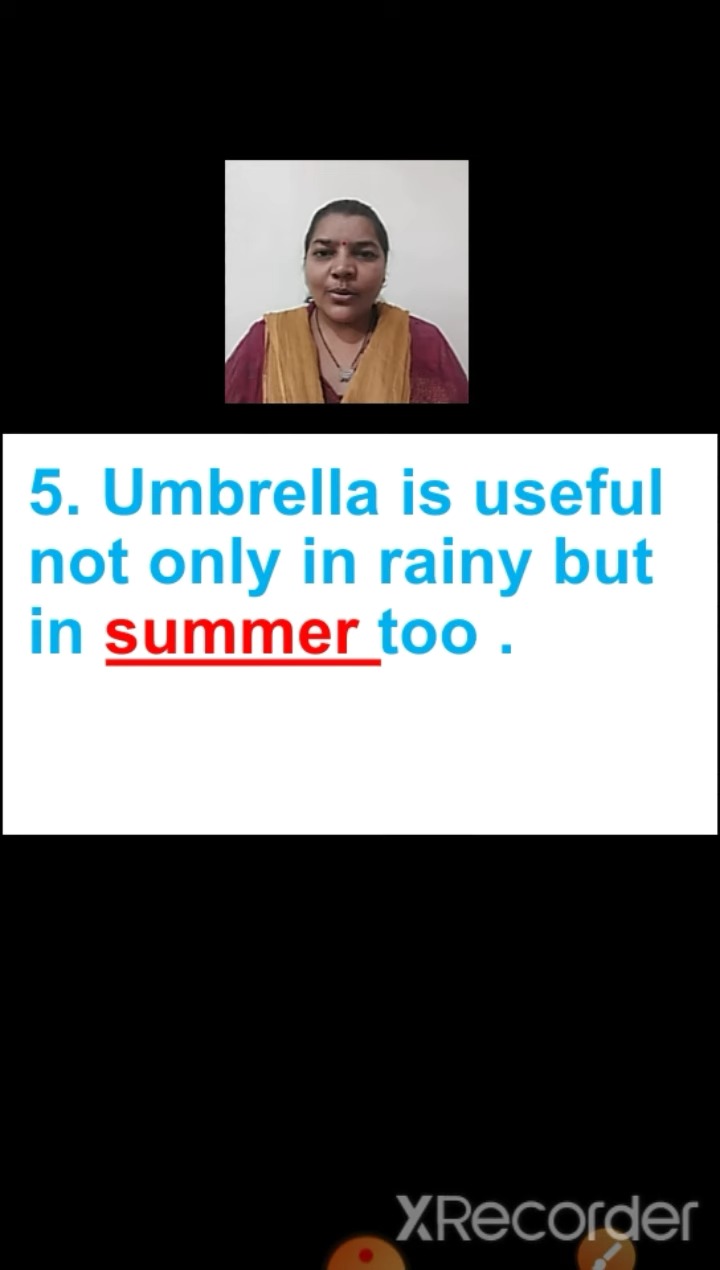 5. Umbrella is useful
not only in rainy but
in summer too .
XRecorder